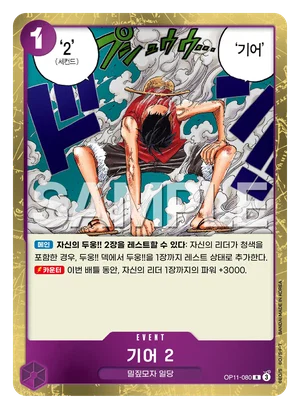 1
'2'
(세컨드)
'기어'
푸슈우우…
SAMPLE
메인 자신의 두웅!! 2장을 레스트할 수 있다: 자신의 리더가 청색을
포함한 경우, 두웅!! 덱에서 두웅!!을 1장까지 레스트 상태로 추가한다.
카운터 이번 배틀 동안, 자신의 리더 1장까지의 파워 +3000.
EVENT
기어 2
밀짚모자 일당
OP11-080 R 3